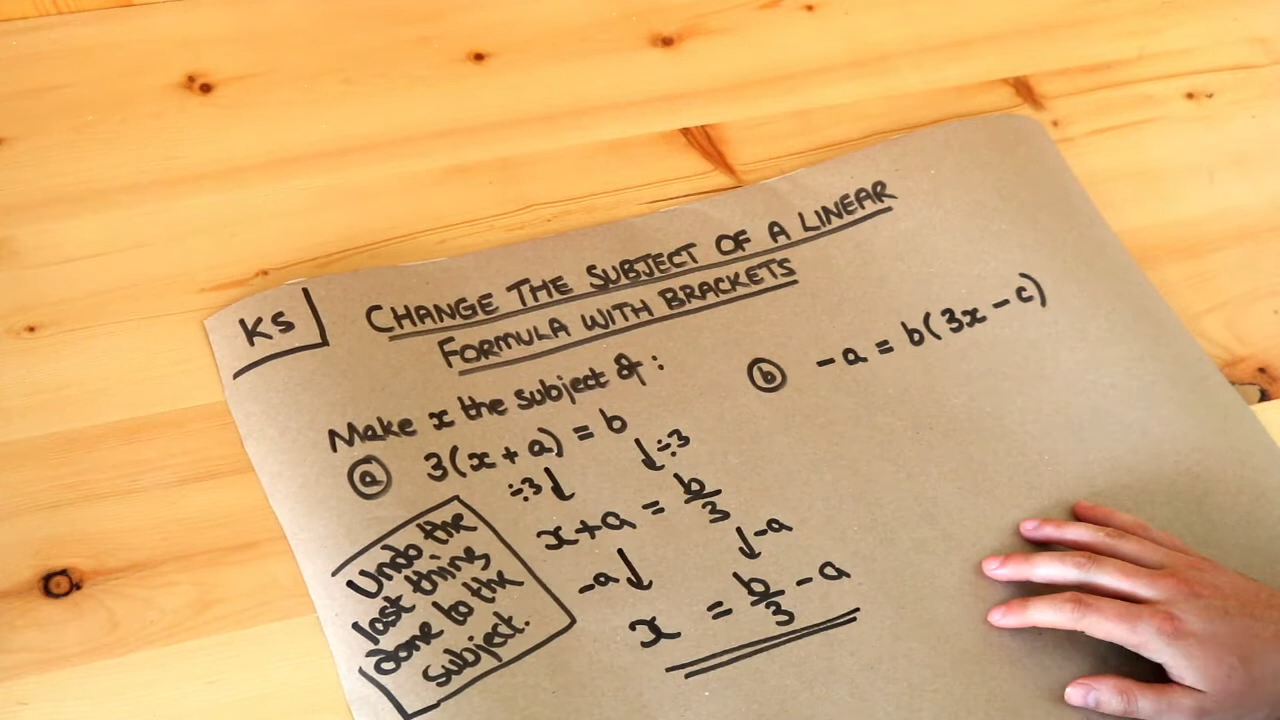 KS
CHANGE THE SUBJECT OF A LINEAR
FORMULA WITH BRACKETS
Make x the subject of:
(a) 3(x+a) = b
÷3↓ ↓÷3
x+a = b/3
-a↓ ↓-a
x = b/3 - a
Undo the
last thing
done to the
subject.
(b) -a = b(3x-c)